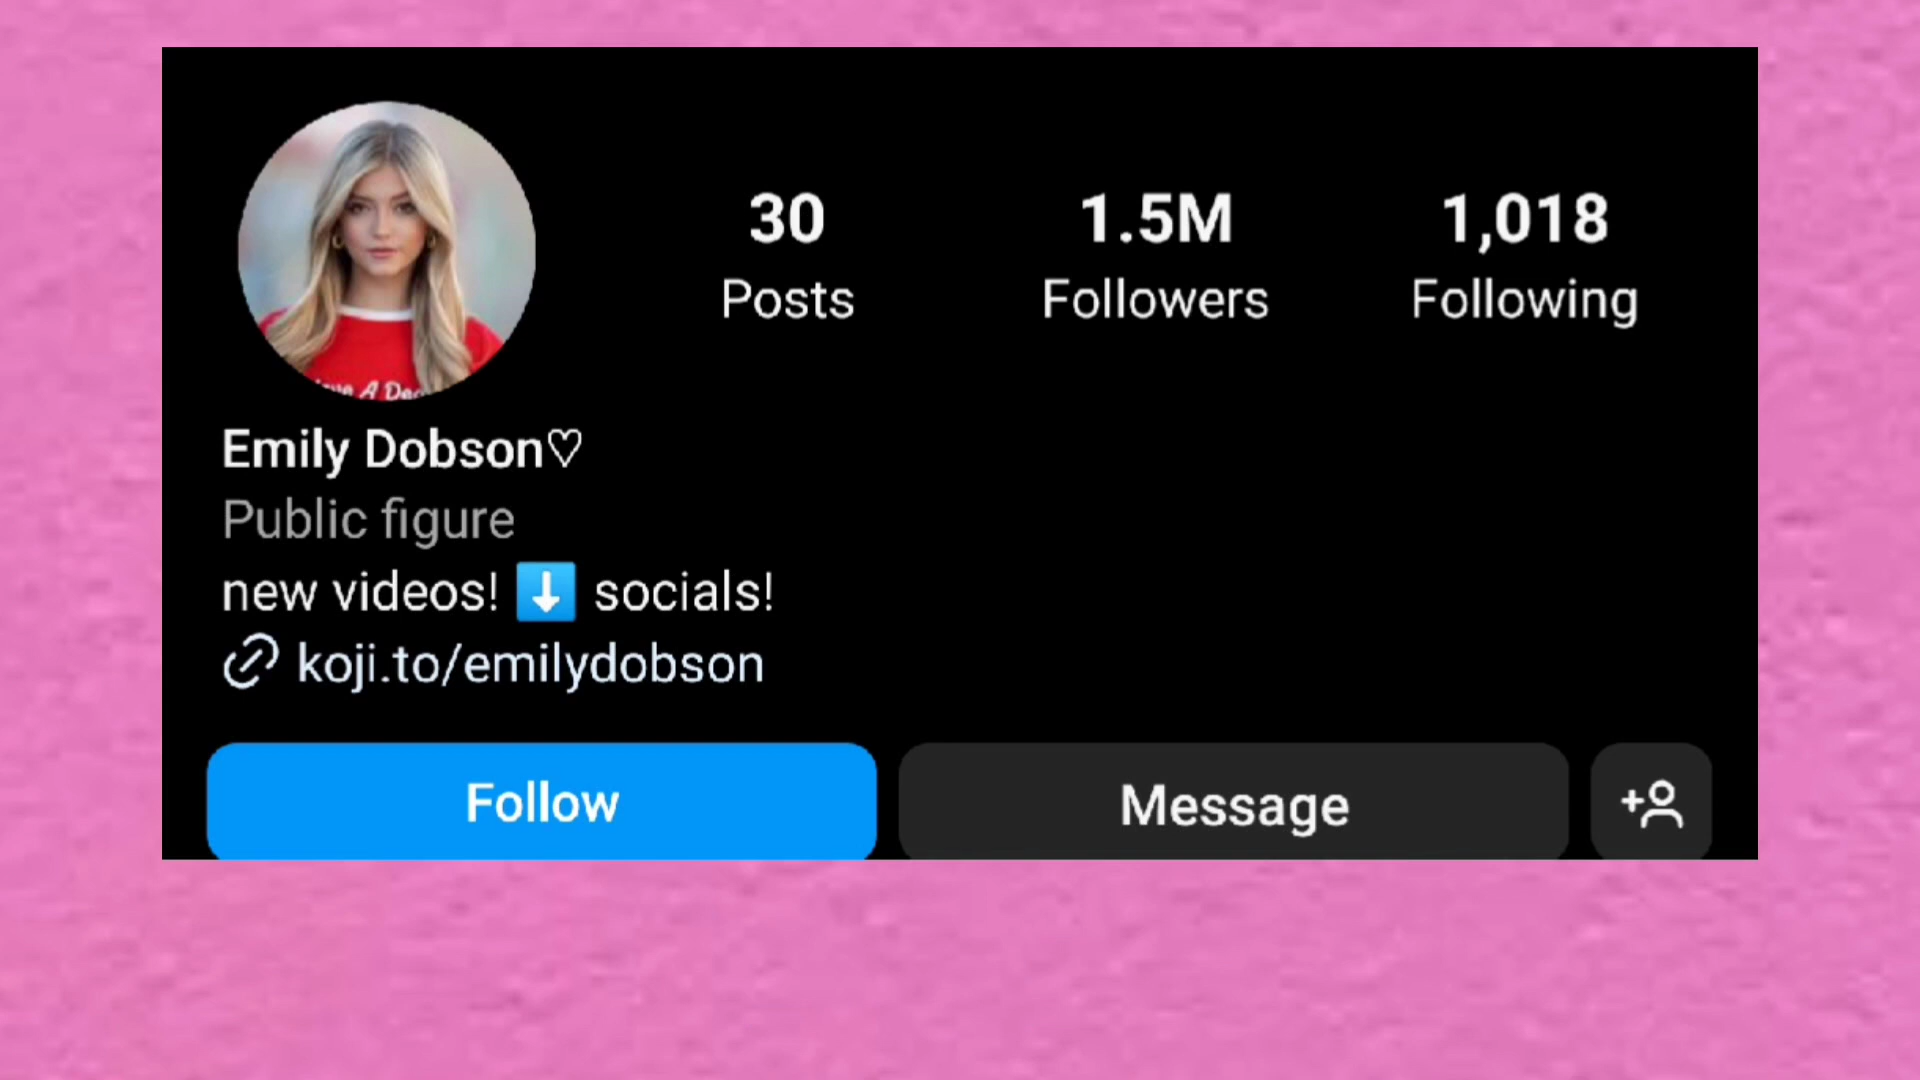 30
Posts
1.5M
Followers
1,018
Following
A
Emily Dobson♡
Public figure
new videos! ⬇️ socials!
koji.to/emilydobson
Follow
Message